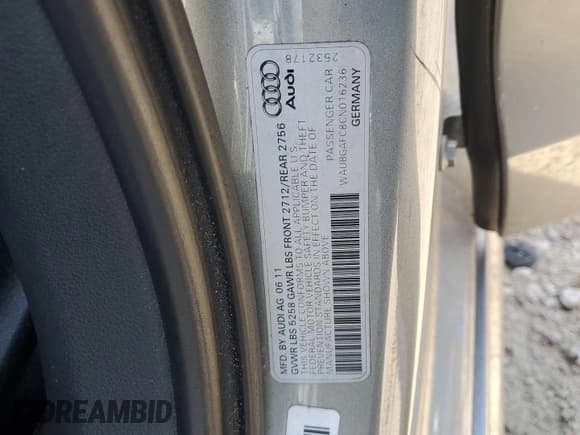 MFD. BY AUDI AG 06 11
GVWR LBS 5258 GAWR LBS FRONT 2712/REAR 2756
THIS VEHICLE CONFORMS TO ALL APPLICABLE U.S.
FEDERAL MOTOR VEHICLE SAFETY BUMPER AND THEFT
PREVENTION STANDARDS IN EFFECT ON THE DATE OF
MANUFACTURE SHOWN ABOVE
PASSENGER CAR
WAUBGAFC8CN016236
GERMANY
Audi
2532178
DREAMBID